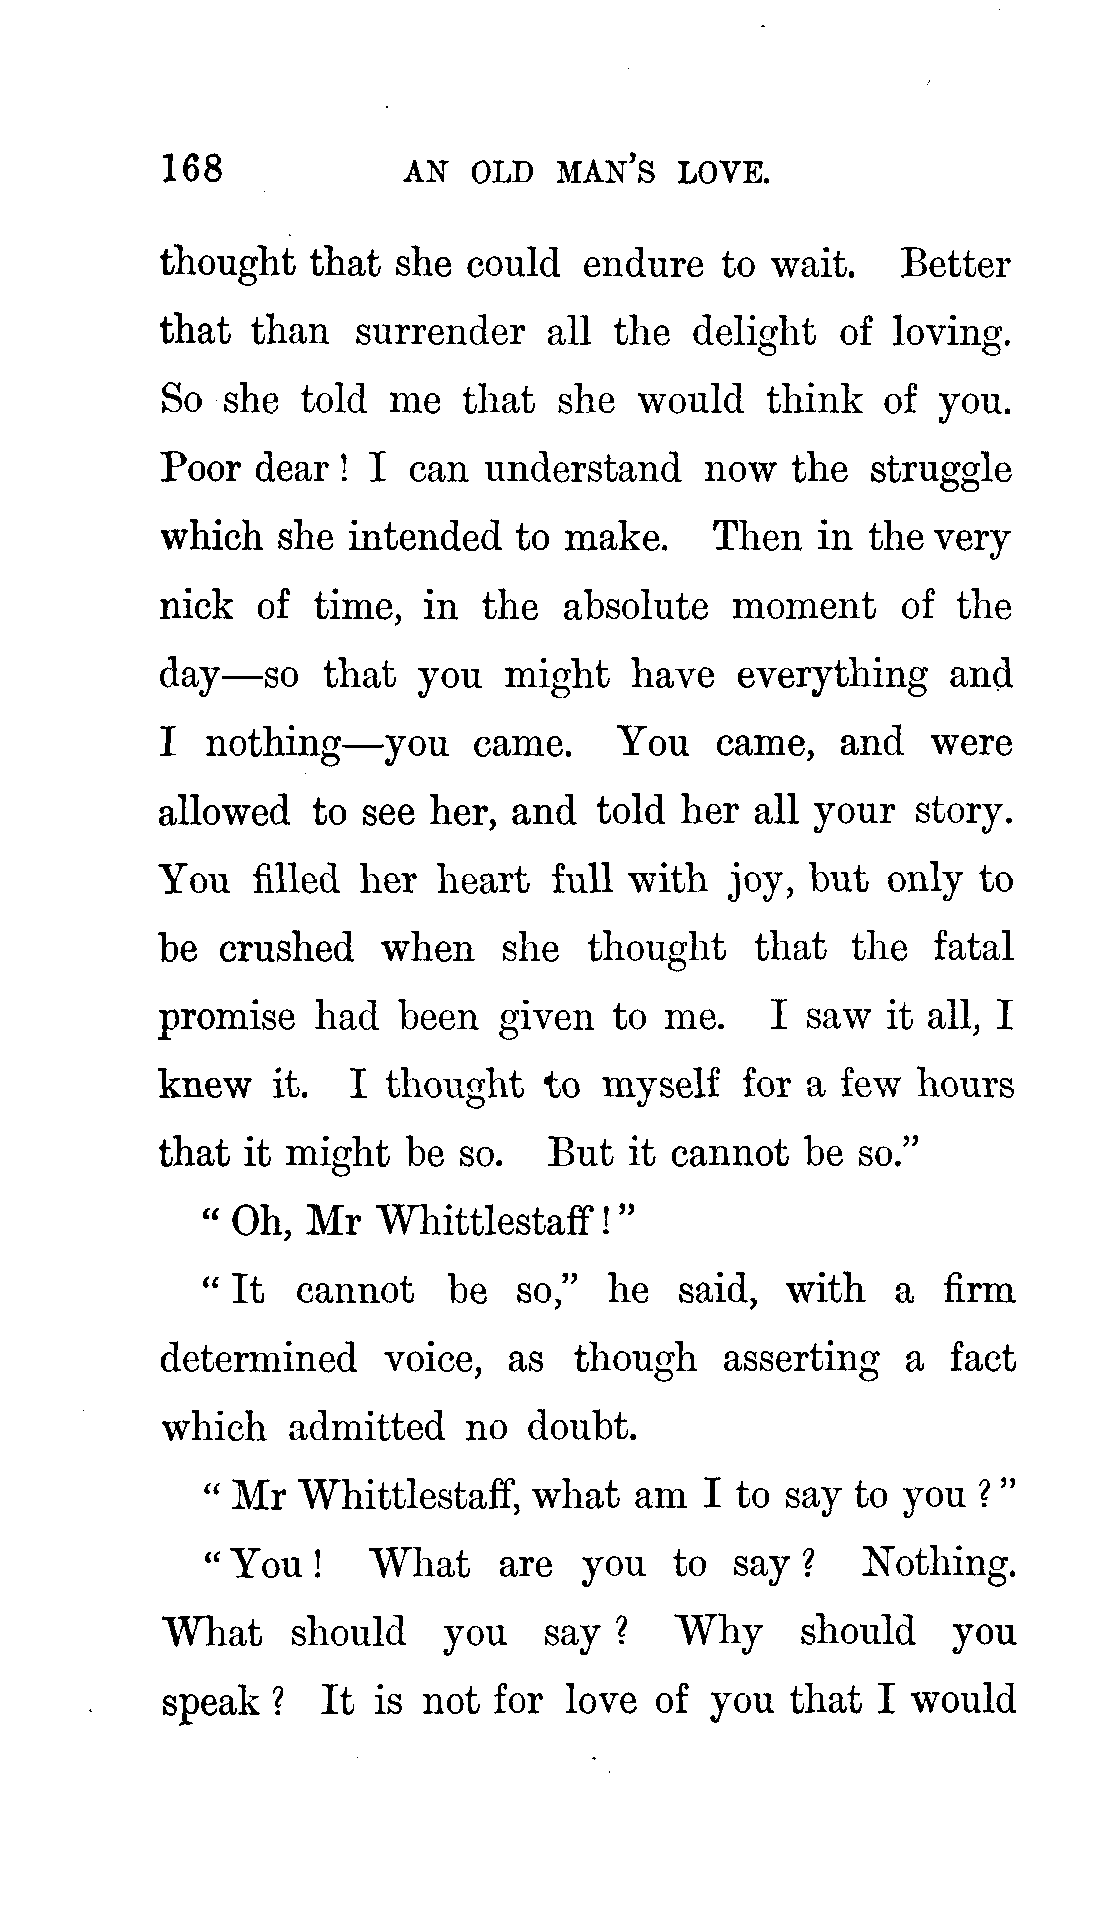 168 AN OLD MAN'S LOVE.
thought that she could endure to wait. Better
that than surrender all the delight of loving.
So she told me that she would think of you.
Poor dear! I can understand now the struggle
which she intended to make. Then in the very
nick of time, in the absolute moment of the
day—so that you might have everything and
I nothing—you came. You came, and were
allowed to see her, and told her all your story.
You filled her heart full with joy, but only to
be crushed when she thought that the fatal
promise had been given to me. I saw it all, I
knew it. I thought to myself for a few hours
that it might be so. But it cannot be so.”
“ Oh, Mr Whittlestaff!”
“ It cannot be so,” he said, with a firm
determined voice, as though asserting a fact
which admitted no doubt.
“ Mr Whittlestaff, what am I to say to you ?”
“ You! What are you to say? Nothing.
What should you say? Why should you
speak? It is not for love of you that I would